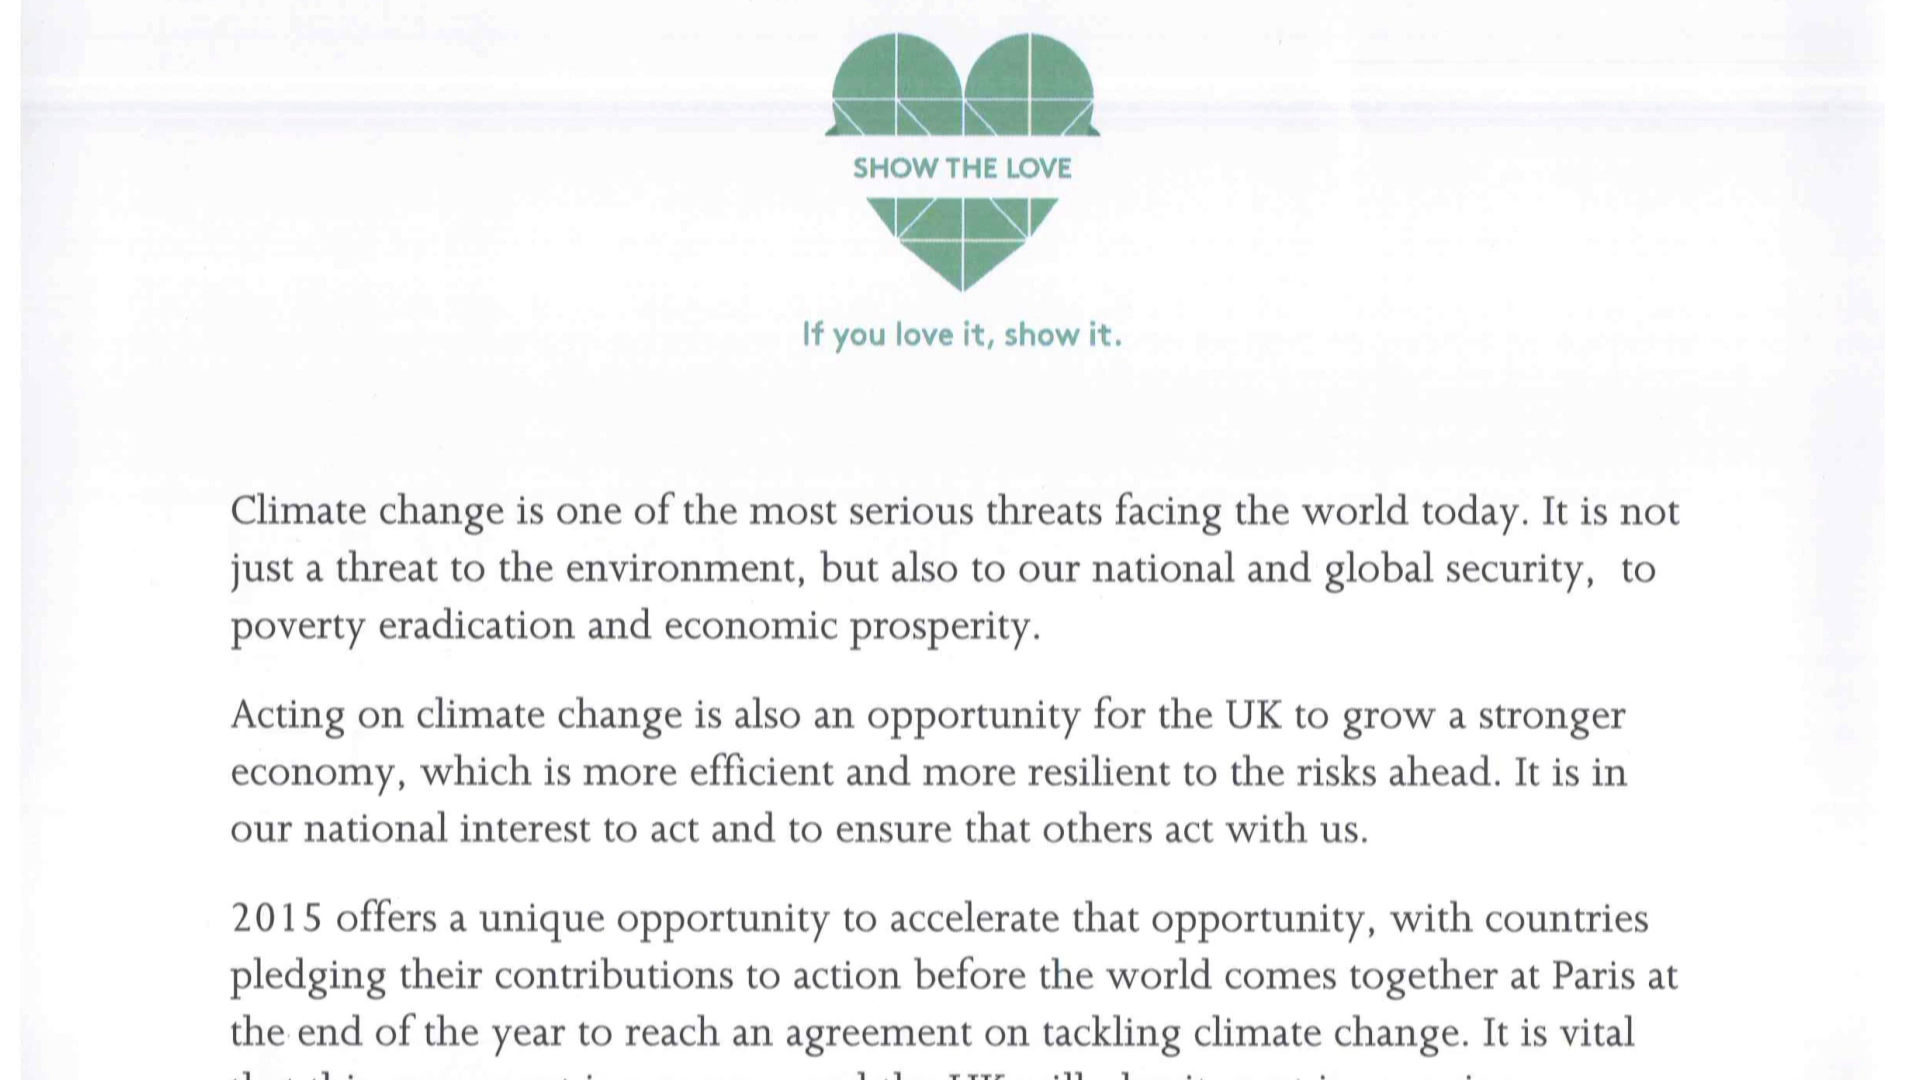 SHOW THE LOVE
If you love it, show it.
Climate change is one of the most serious threats facing the world today. It is not
just a threat to the environment, but also to our national and global security, to
poverty eradication and economic prosperity.
Acting on climate change is also an opportunity for the UK to grow a stronger
economy, which is more efficient and more resilient to the risks ahead. It is in
our national interest to act and to ensure that others act with us.
2015 offers a unique opportunity to accelerate that opportunity, with countries
pledging their contributions to action before the world comes together at Paris at
the end of the year to reach an agreement on tackling climate change. It is vital